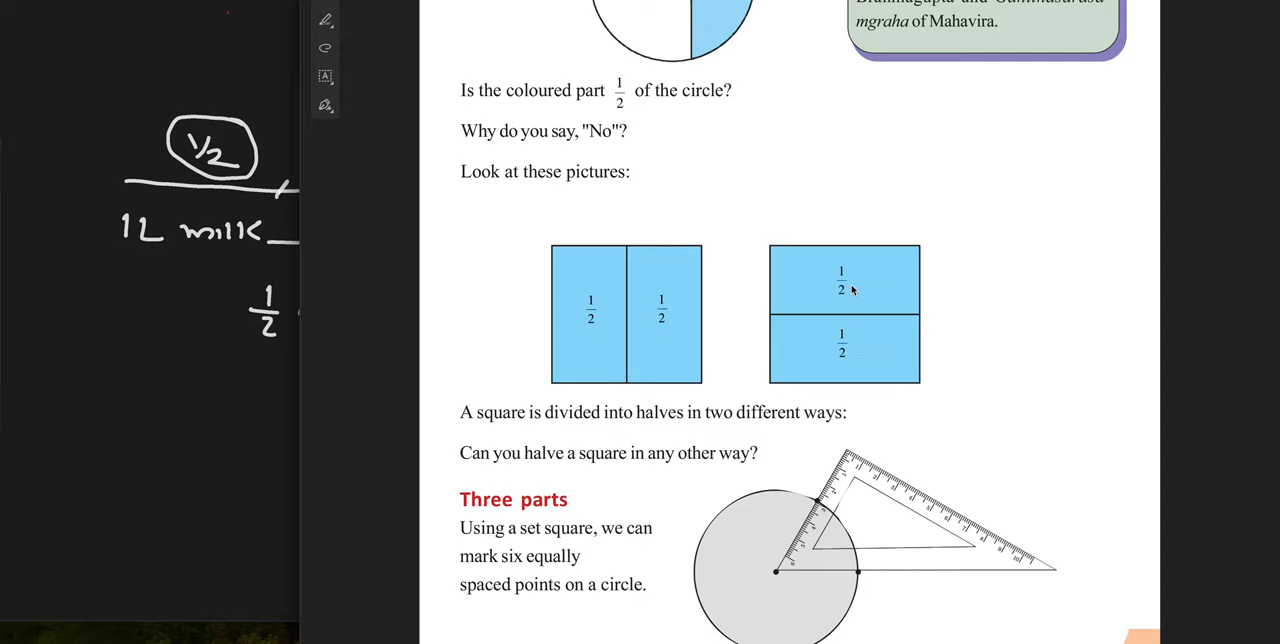 Brahmagupta and Ganithasarasa
mgraha of Mahavira.
Is the coloured part 1/2 of the circle?
Why do you say, "No"?
Look at these pictures:
1/2
1L milk
1/2
1/2 1/2
1/2
1/2
A square is divided into halves in two different ways:
Can you halve a square in any other way?
Three parts
Using a set square, we can
mark six equally
spaced points on a circle.